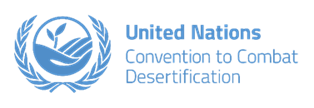 United Nations
Convention to Combat
Desertification